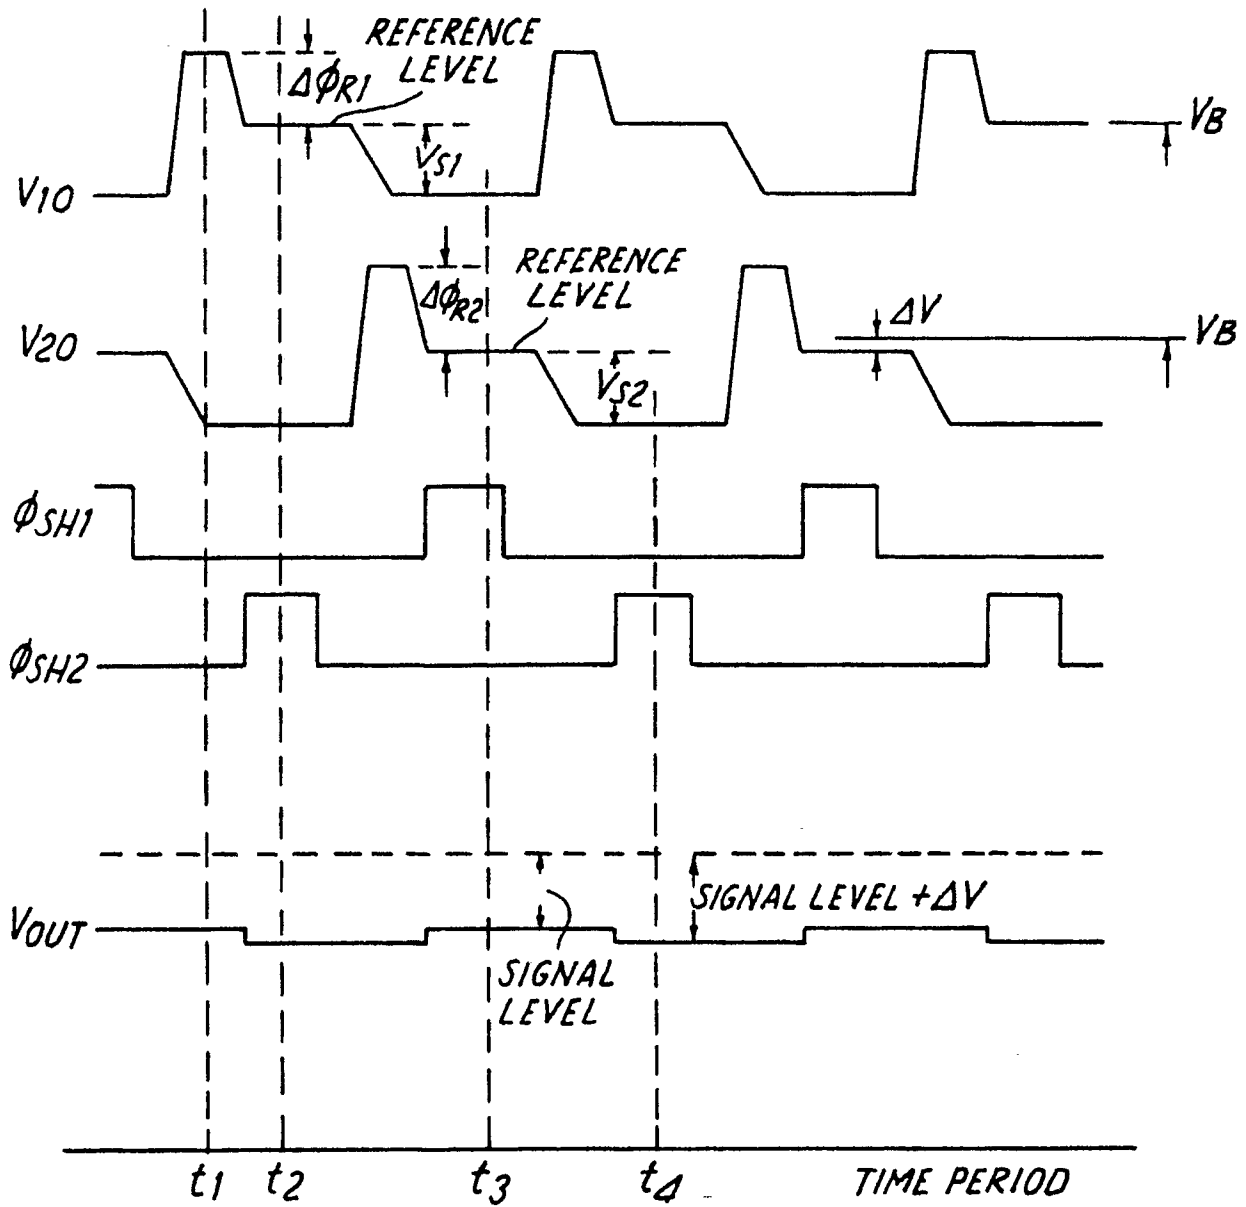 REFERENCE
LEVEL
ΔϕR1
VS1
VB
V10
REFERENCE
LEVEL
ΔϕR2
ΔV
V20
VB
VS2
ϕSH1
ϕSH2
SIGNAL LEVEL +ΔV
VOUT
SIGNAL
LEVEL
t1 t2 t3 t4 TIME PERIOD